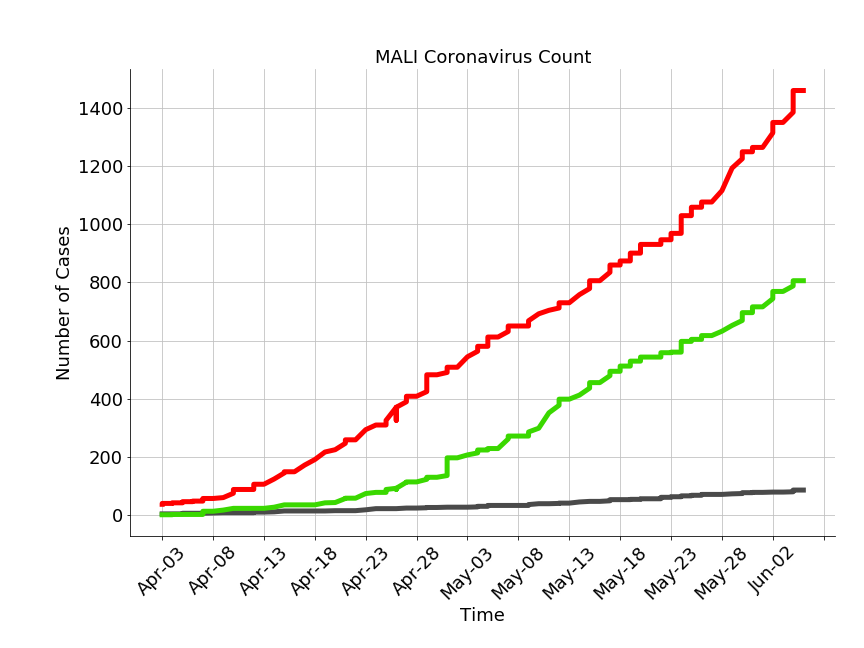 MALI Coronavirus Count
1400
1200
1000
800
600
400
200
0
Number of Cases
Apr-03
Apr-08
Apr-13
Apr-18
Apr-23
Apr-28
May-03
May-08
May-13
May-18
May-23
May-28
Jun-02
Time